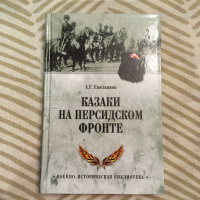 А.Г. Емельянов
КАЗАКИ
НА ПЕРСИДСКОМ
ФРОНТЕ
• ВОЕННО-ИСТОРИЧЕСКАЯ БИБЛИОТЕКА •